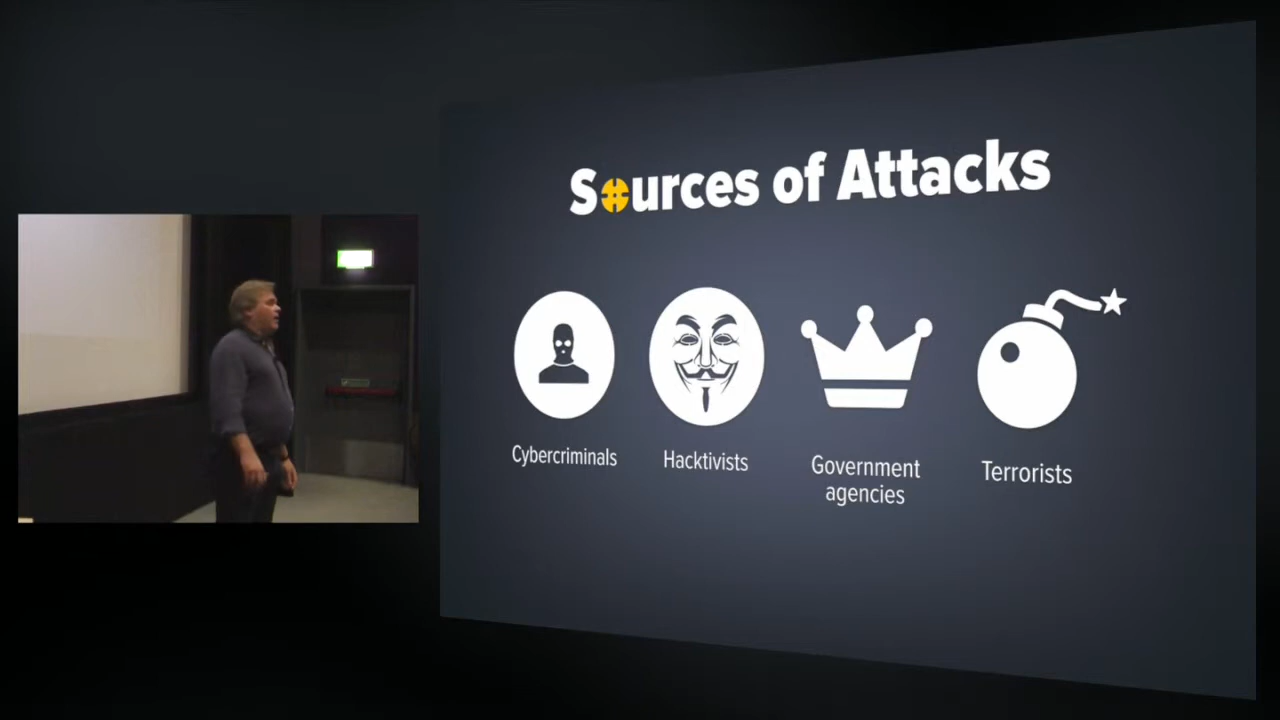 Sources of Attacks
Cybercriminals
Hacktivists
Government
agencies
Terrorists